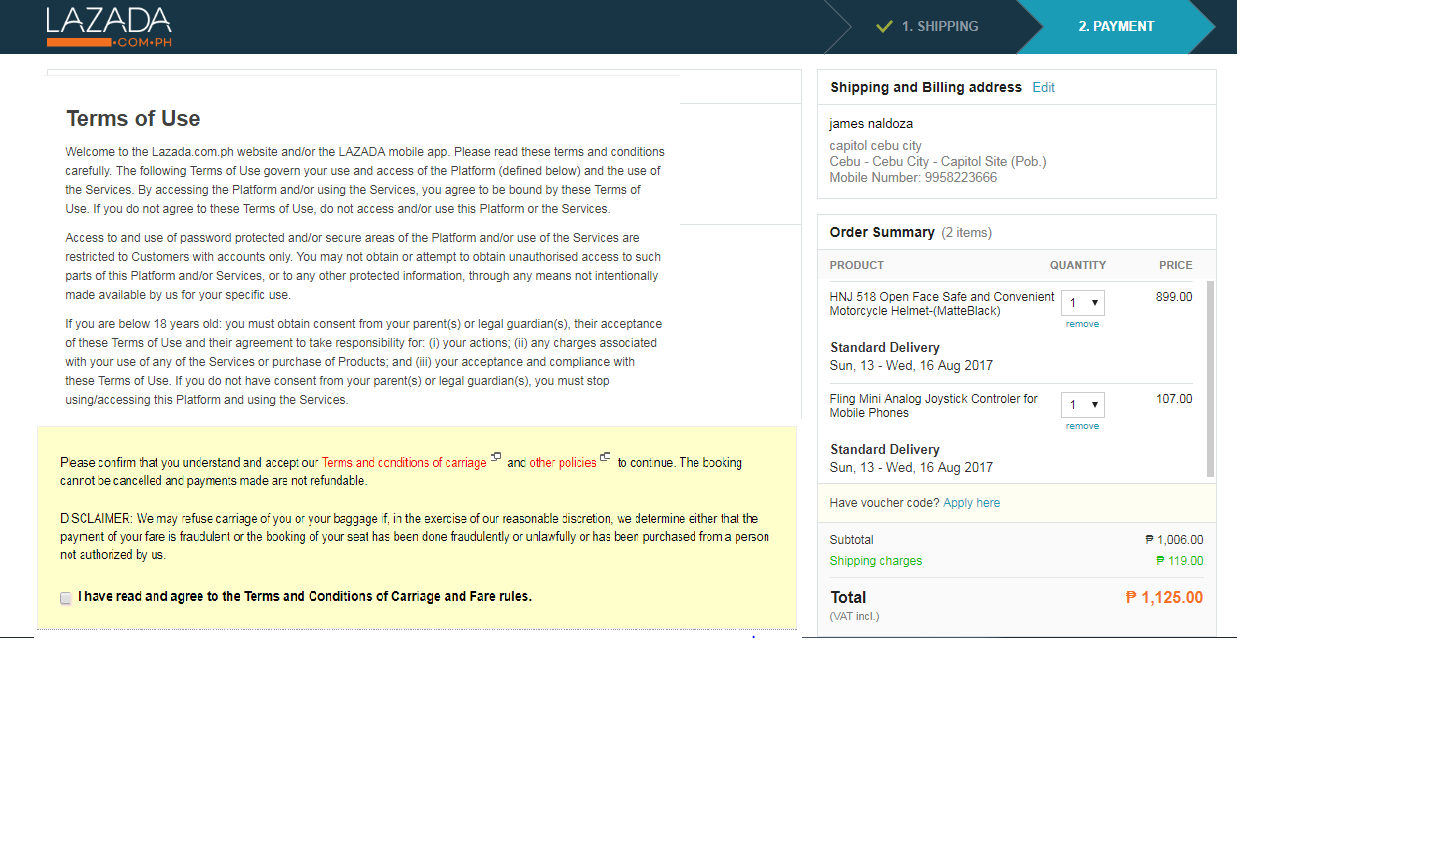 LAZADA
.COM.PH
1. SHIPPING
2. PAYMENT
Terms of Use
Welcome to the Lazada.com.ph website and/or the LAZADA mobile app. Please read these terms and conditions
carefully. The following Terms of Use govern your use and access of the Platform (defined below) and the use of
the Services. By accessing the Platform and/or using the Services, you agree to be bound by these Terms of
Use. If you do not agree to these Terms of Use, do not access and/or use this Platform or the Services.
Access to and use of password protected and/or secure areas of the Platform and/or use of the Services are
restricted to Customers with accounts only. You may not obtain or attempt to obtain unauthorised access to such
parts of this Platform and/or Services, or to any other protected information, through any means not intentionally
made available by us for your specific use.
If you are below 18 years old: you must obtain consent from your parent(s) or legal guardian(s), their acceptance
of these Terms of Use and their agreement to take responsibility for: (i) your actions; (ii) any charges associated
with your use of any of the Services or purchase of Products; and (iii) your acceptance and compliance with
these Terms of Use. If you do not have consent from your parent(s) or legal guardian(s), you must stop
using/accessing this Platform and using the Services.
Please confirm that you understand and accept our Terms and conditions of carriage and other policies to continue. The booking
cannot be cancelled and payments made are not refundable.
DISCLAIMER: We may refuse carriage of you or your baggage if, in the exercise of our reasonable discretion, we determine either that the
payment of your fare is fraudulent or the booking of your seat has been done fraudulently or unlawfully or has been purchased from a person
not authorized by us.
I have read and agree to the Terms and Conditions of Carriage and Fare rules.
Shipping and Billing address Edit
james naldoza
capitol cebu city
Cebu - Cebu City - Capitol Site (Pob.)
Mobile Number: 9958223666
Order Summary (2 items)
PRODUCT QUANTITY PRICE
HNJ 518 Open Face Safe and Convenient 1 899.00
Motorcycle Helmet-(MatteBlack)
remove
Standard Delivery
Sun, 13 - Wed, 16 Aug 2017
Fling Mini Analog Joystick Controler for 1 107.00
Mobile Phones
remove
Standard Delivery
Sun, 13 - Wed, 16 Aug 2017
Have voucher code? Apply here
Subtotal ₱ 1,006.00
Shipping charges ₱ 119.00
Total ₱ 1,125.00
(VAT incl.)